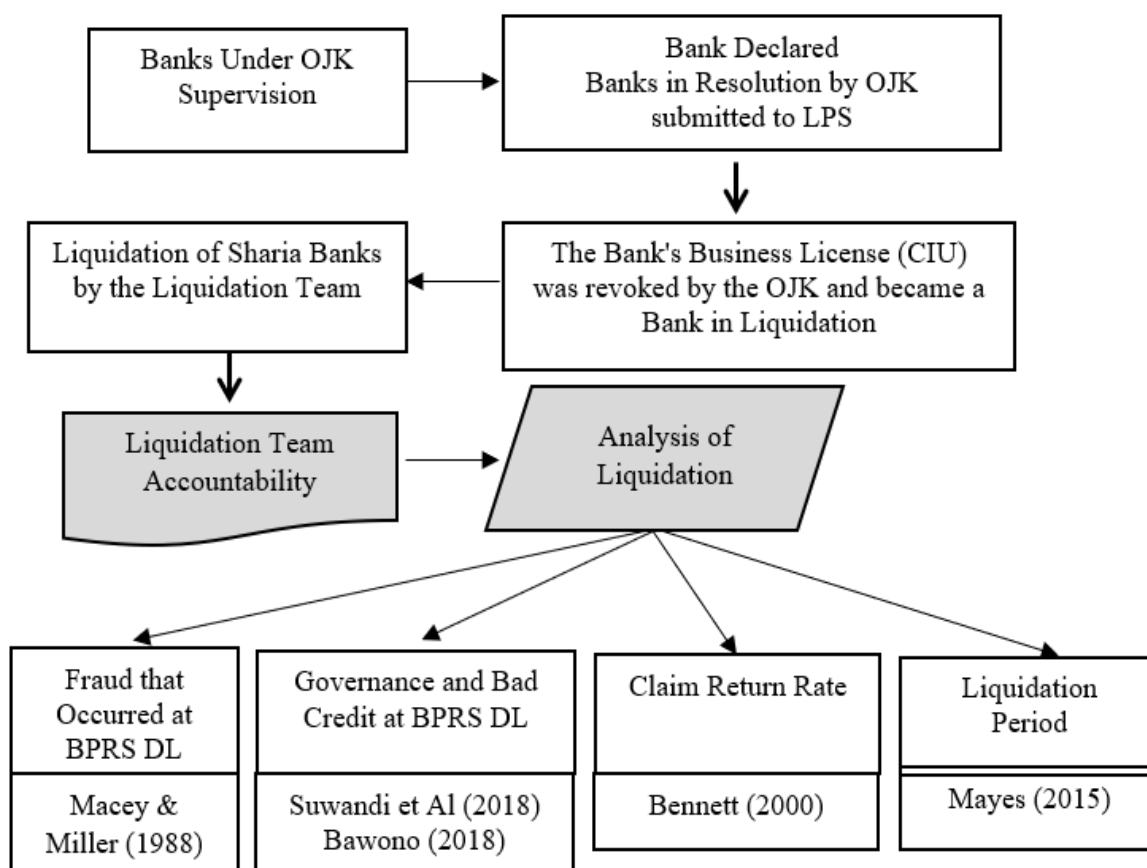 Banks Under OJK
Supervision
Bank Declared
Banks in Resolution by OJK
submitted to LPS
Liquidation of Sharia Banks
by the Liquidation Team
The Bank's Business License (CIU)
was revoked by the OJK and became a
Bank in Liquidation
Liquidation Team
Accountability
Analysis of
Liquidation
Fraud that
Occurred at
BPRS DL
Governance and Bad
Credit at BPRS DL
Claim Return Rate
Liquidation
Period
Macey &
Miller (1988)
Suwandi et Al (2018)
Bawono (2018)
Bennett (2000)
Mayes (2015)